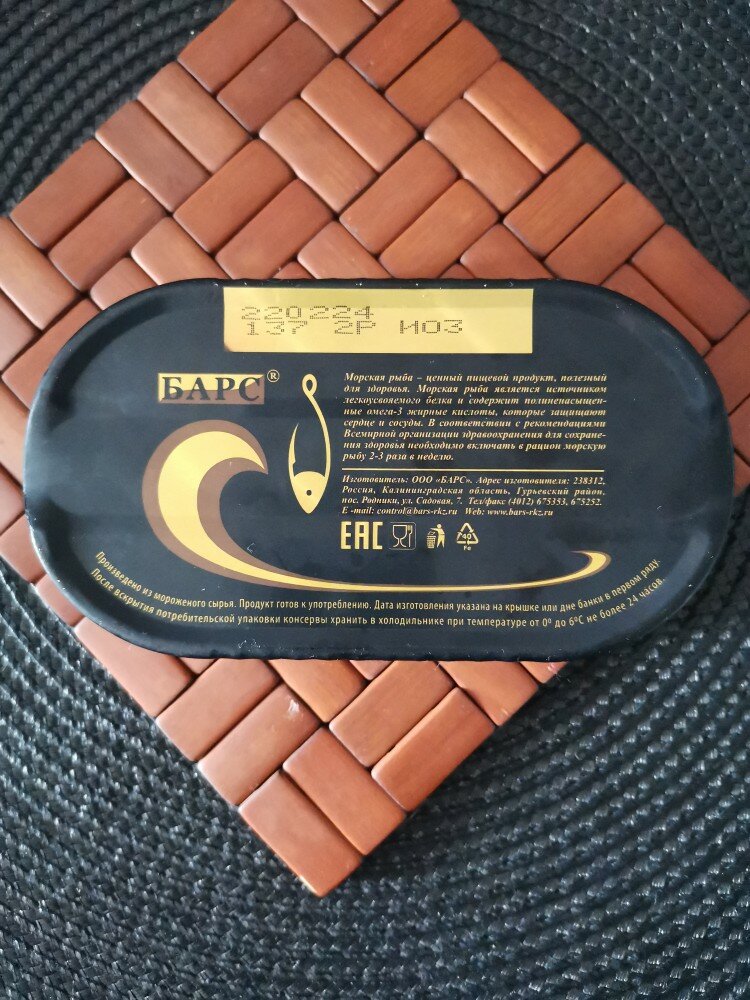 220224
137 2Р ИОЗ
БАРС®
Морская рыба – ценный пищевой продукт, полезный
для здоровья. Морская рыба является источником
легкоусвояемого белка и содержит полиненасыщен-
ные омега-3 жирные кислоты, которые защищают
сердце и сосуды. В соответствии с рекомендациями
Всемирной организации здравоохранения для сохране-
ния здоровья необходимо включать в рацион морскую
рыбу 2-3 раза в неделю.
Изготовитель: ООО «БАРС». Адрес изготовителя: 238312,
Россия, Калининградская область, Гурьевский район,
пос. Родники, ул. Садовая, 7. Тел/факс (4012) 675353, 675252.
E -mail: control@bars-rkz.ru Web: www.bars-rkz.ru
EAC
40
Fe
Произведено из мороженого сырья. Продукт готов к употреблению. Дата изготовления указана на крышке или дне банки в первом ряду.
После вскрытия потребительской упаковки консервы хранить в холодильнике при температуре от 0º до 6ºС не более 24 часов.